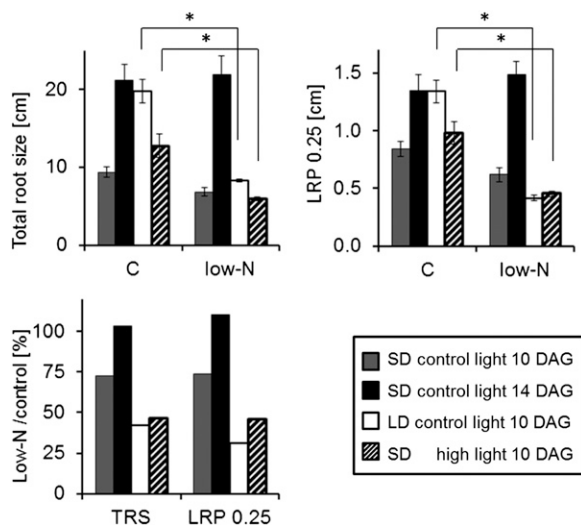 * *
* *
Total root size [cm]
20
10
0
C low-N
LRP 0.25 [cm]
1.5
1.0
0.5
0.0
C low-N
Low-N /control [%]
100
75
50
25
0
TRS LRP 0.25
SD control light 10 DAG
SD control light 14 DAG
LD control light 10 DAG
SD high light 10 DAG